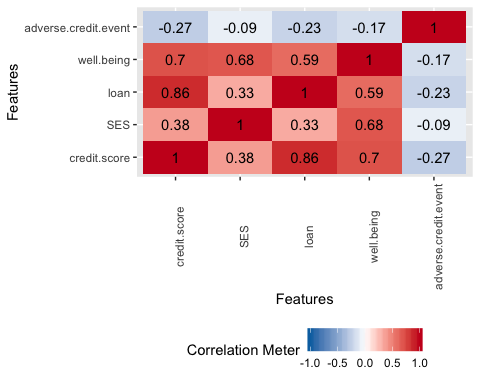 adverse.credit.event -0.27 -0.09 -0.23 -0.17 1
well.being 0.7 0.68 0.59 1 -0.17
loan 0.86 0.33 1 0.59 -0.23
SES 0.38 1 0.33 0.68 -0.09
credit.score 1 0.38 0.86 0.7 -0.27
Features
credit.score SES loan well.being adverse.credit.event
Features
Correlation Meter
-1.0 -0.5 0.0 0.5 1.0